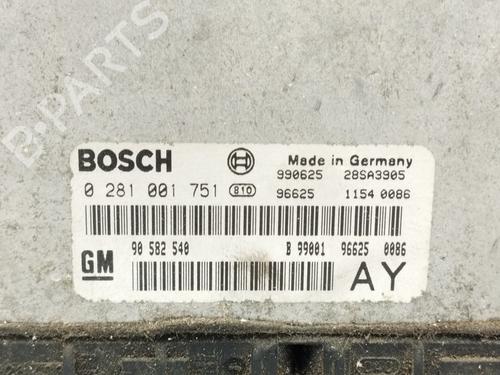 B-PARTS
BOSCH
Made in Germany
990625 28SA3905
0 281 001 751 810
96625 1154 0086
GM
90 582 540 B 99001 96625 0086
AY